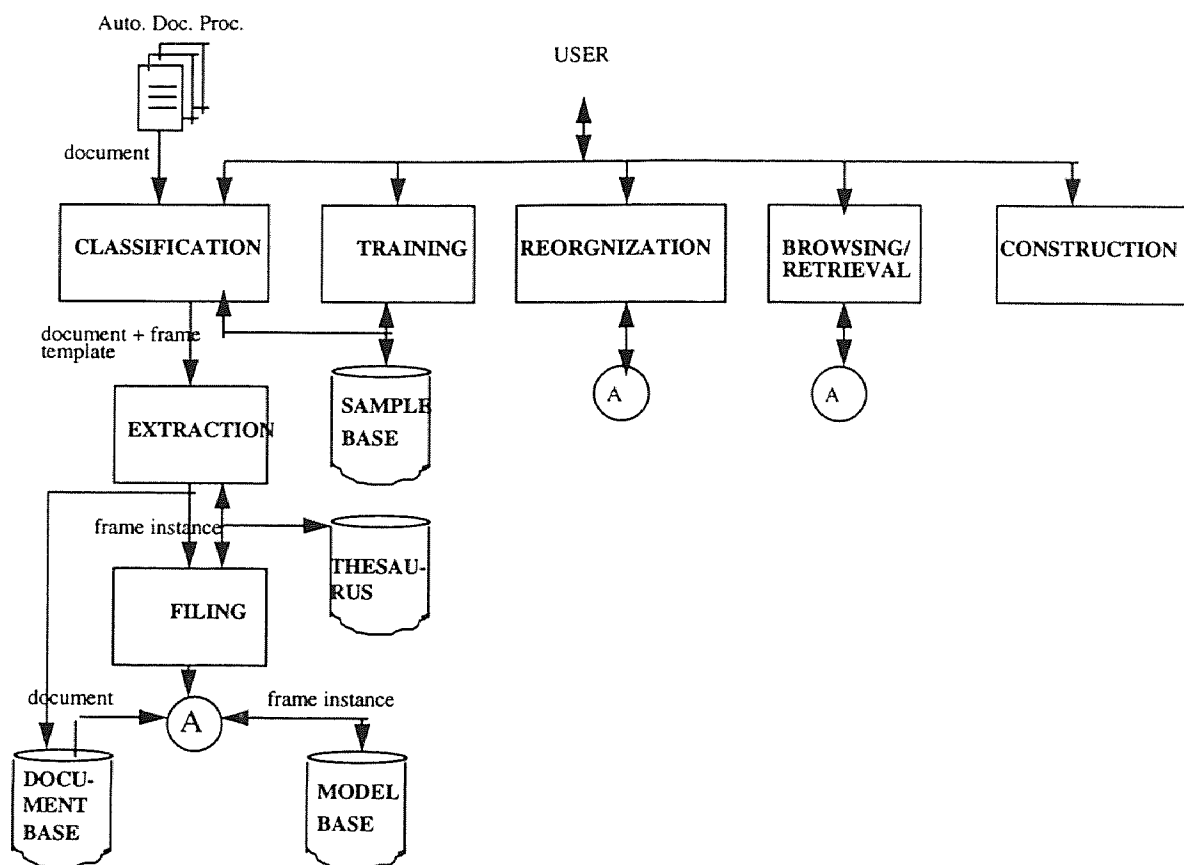 Auto. Doc. Proc.
USER
document
CLASSIFICATION
TRAINING
REORGNIZATION
BROWSING/
RETRIEVAL
CONSTRUCTION
document + frame
template
A
A
EXTRACTION
SAMPLE
BASE
frame instance
THESAU-
RUS
FILING
document
frame instance
A
DOCU-
MENT
BASE
MODEL
BASE